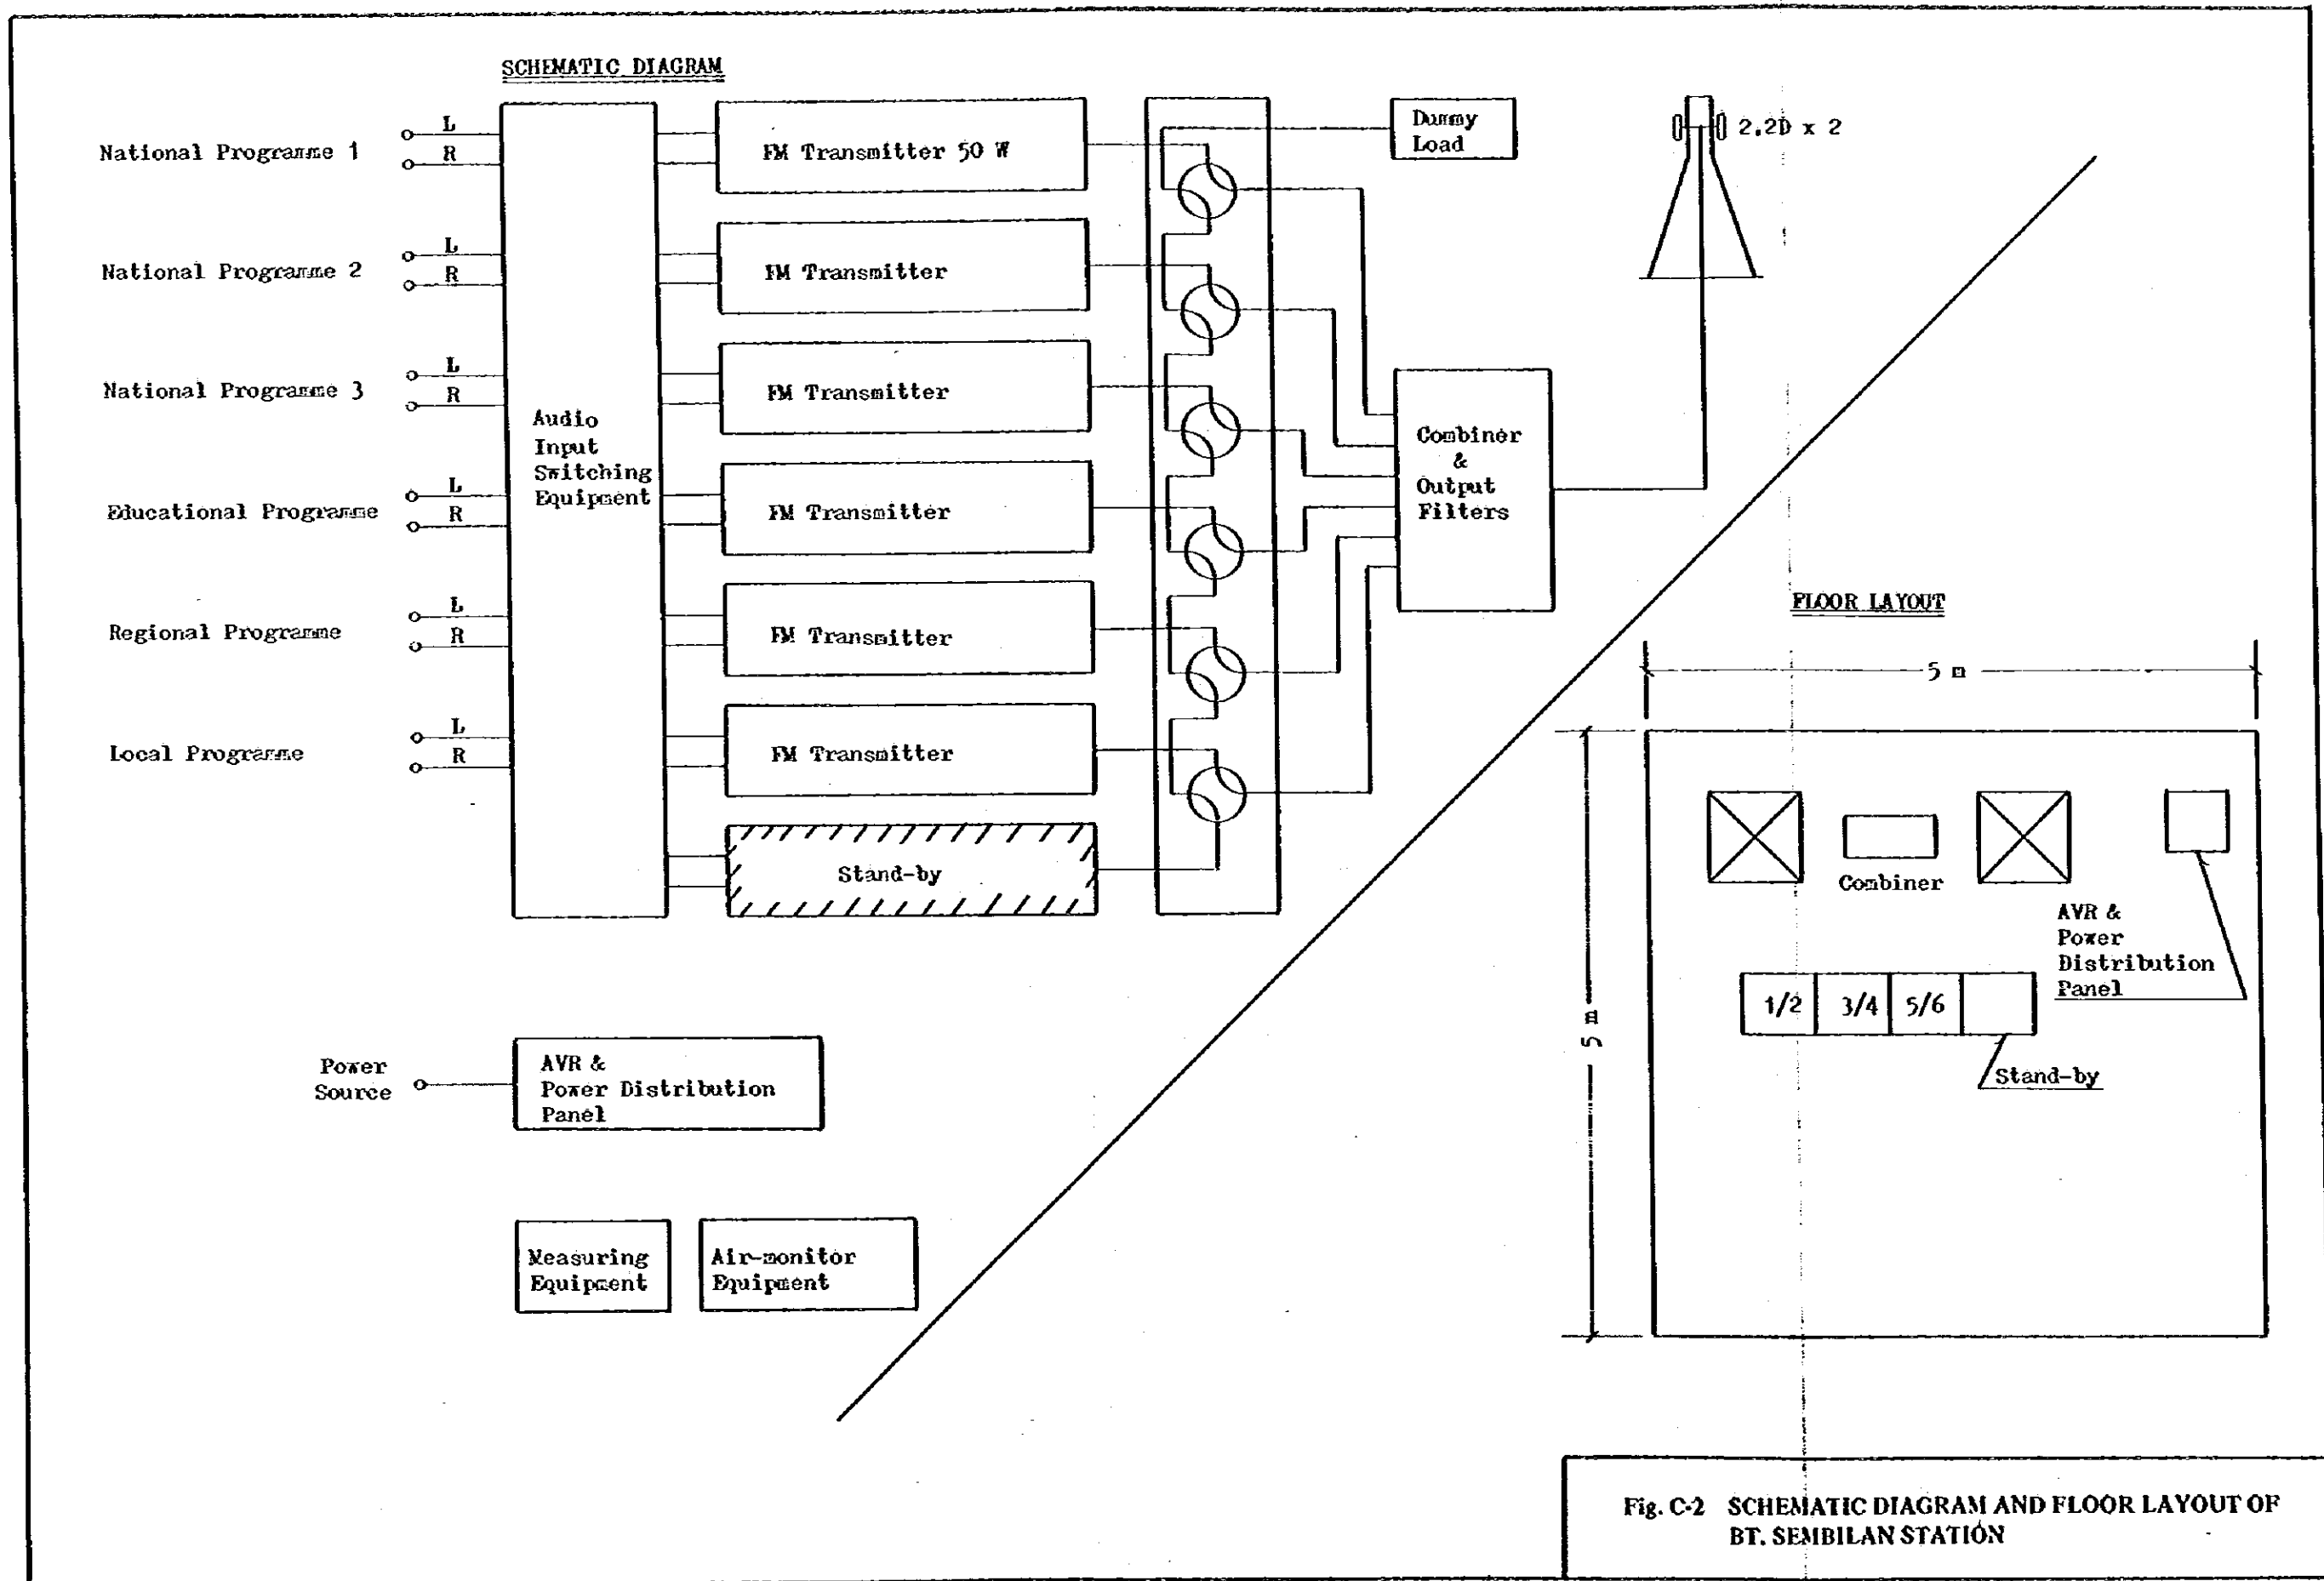 SCHEMATIC DIAGRAM
National Programme 1
L
R
National Programme 2
L
R
National Programme 3
L
R
Educational Programme
L
R
Regional Programme
L
R
Local Programme
L
R
Audio
Input
Switching
Equipment
FM Transmitter 50 W
FM Transmitter
FM Transmitter
FM Transmitter
FM Transmitter
FM Transmitter
Stand-by
Dummy
Load
Combiner
&
Output
Filters
2.2D x 2
Power
Source
AVR &
Power Distribution
Panel
Measuring
Equipment
Air-monitor
Equipment
FLOOR LAYOUT
5 m
5 m
Combiner
AVR &
Power
Distribution
Panel
1/2
3/4
5/6
Stand-by
Fig. C-2 SCHEMATIC DIAGRAM AND FLOOR LAYOUT OF
BT. SEMBILAN STATION